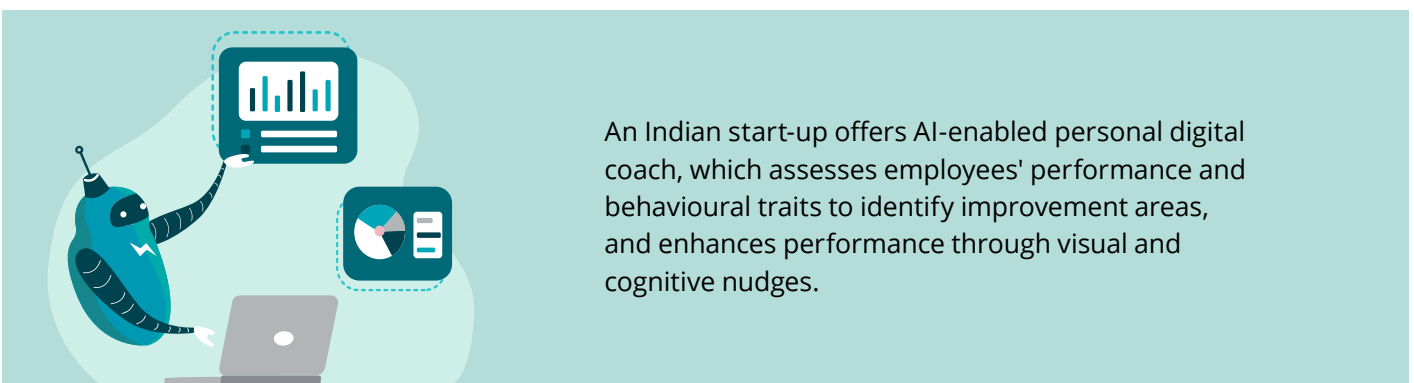 An Indian start-up offers AI-enabled personal digital
coach, which assesses employees' performance and
behavioural traits to identify improvement areas,
and enhances performance through visual and
cognitive nudges.